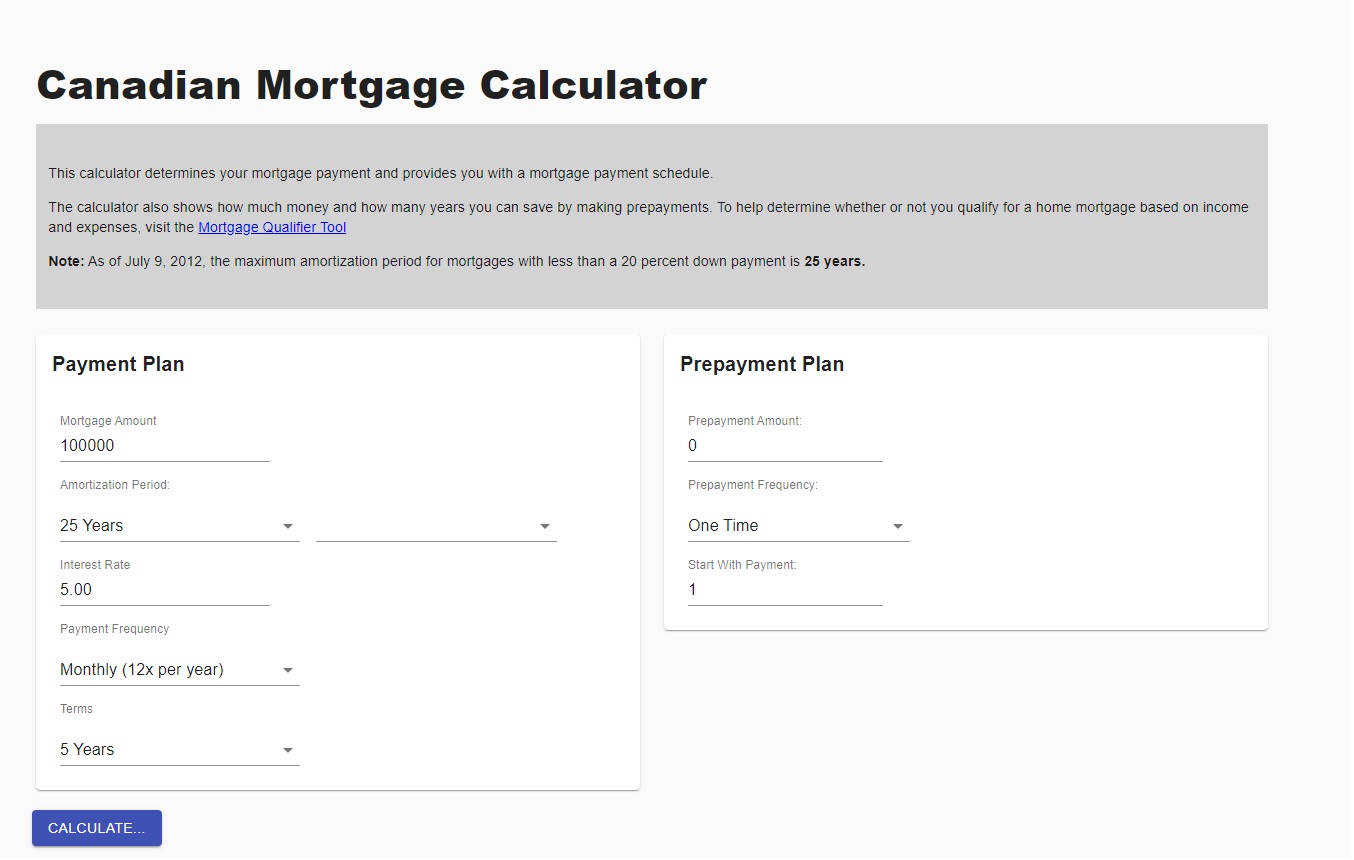 Canadian Mortgage Calculator
This calculator determines your mortgage payment and provides you with a mortgage payment schedule.
The calculator also shows how much money and how many years you can save by making prepayments. To help determine whether or not you qualify for a home mortgage based on income
and expenses, visit the Mortgage Qualifier Tool
Note: As of July 9, 2012, the maximum amortization period for mortgages with less than a 20 percent down payment is 25 years.
Payment Plan
Mortgage Amount
100000
Amortization Period:
25 Years
Interest Rate
5.00
Payment Frequency
Monthly (12x per year)
Terms
5 Years
Prepayment Plan
Prepayment Amount:
0
Prepayment Frequency:
One Time
Start With Payment:
1
CALCULATE...